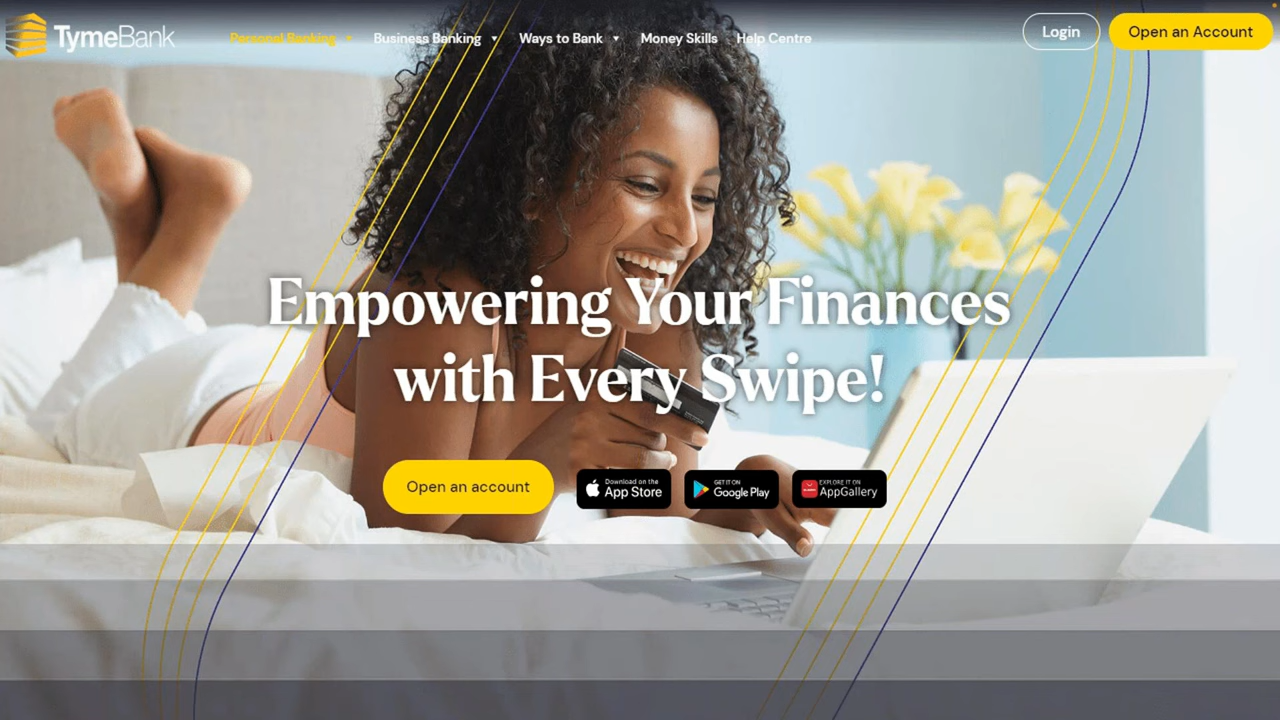 TymeBank
Personal Banking
Business Banking
Ways to Bank
Money Skills
Help Centre
Login
Open an Account
Empowering Your Finances
with Every Swipe!
Open an account
Download on the
App Store
GET IT ON
Google Play
EXPLORE IT ON
AppGallery